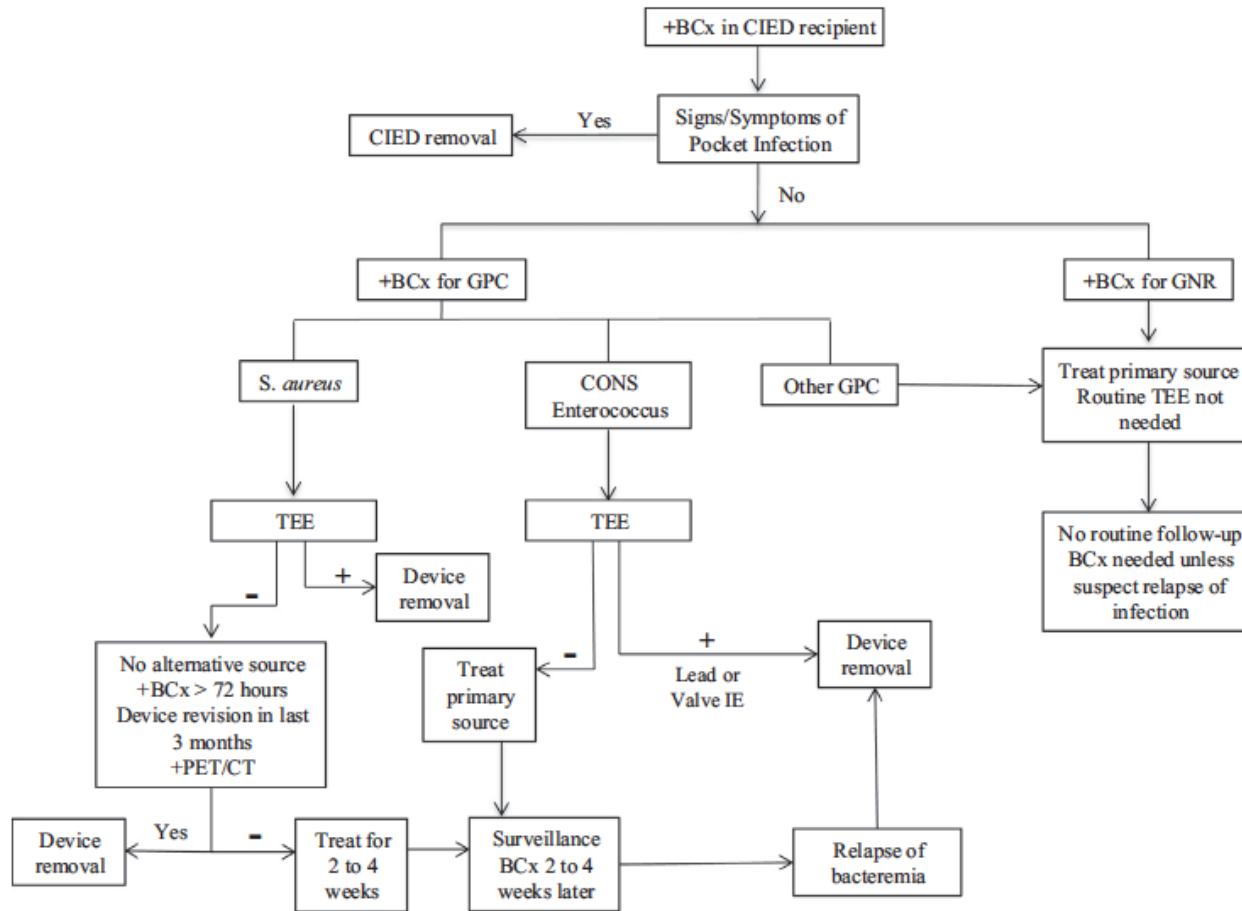 +BCx in CIED recipient
Signs/Symptoms of
Pocket Infection
Yes
CIED removal
No
+BCx for GPC
+BCx for GNR
S. aureus
CONS
Enterococcus
Other GPC
Treat primary source
Routine TEE not
needed
TEE
TEE
No routine follow-up
BCx needed unless
suspect relapse of
infection
+
Device
removal
-
No alternative source
+BCx > 72 hours
Device revision in last
3 months
+PET/CT
-
Treat
primary
source
+
Lead or
Valve IE
Device
removal
Yes
Device
removal
-
Treat for
2 to 4
weeks
Surveillance
BCx 2 to 4
weeks later
Relapse of
bacteremia